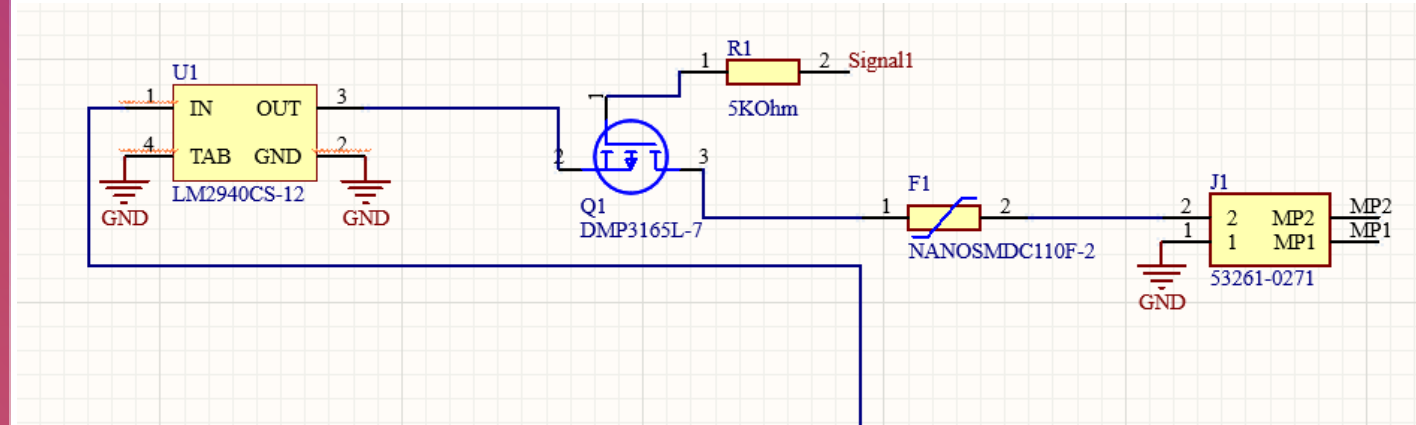 U1
1 IN OUT 3
4 TAB GND 2
LM2940CS-12
GND
GND
R1
1 2 Signal1
5KOhm
1
2 3
Q1
DMP3165L-7
F1
1 2
NANOSMDC110F-2
J1
2 2 MP2 MP2
1 1 MP1 MP1
53261-0271
GND